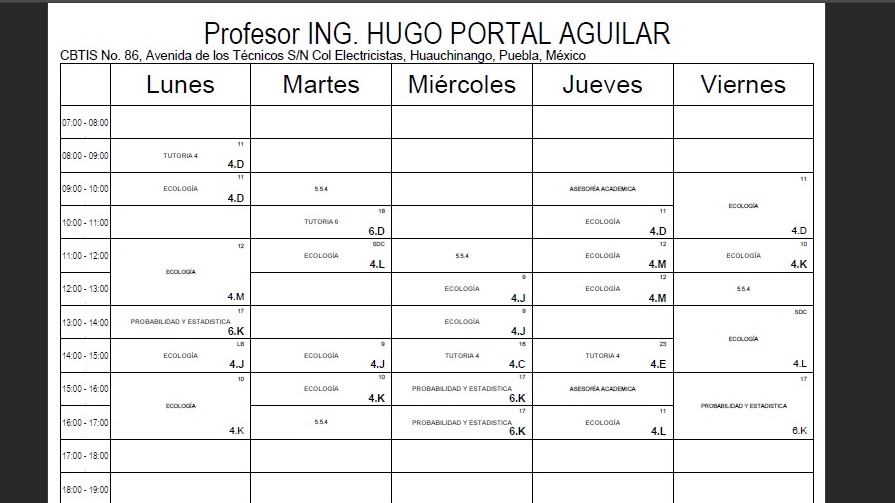 Profesor ING. HUGO PORTAL AGUILAR
CBTIS No. 86, Avenida de los Técnicos S/N Col Electricistas, Huauchinango, Puebla, México
Lunes Martes Miércoles Jueves Viernes
07:00 - 08:00
08:00 - 09:00 TUTORIA 4 11 4.D
09:00 - 10:00 ECOLOGÍA 11 4.D 5.5.4 ASESORÍA ACADEMICA ECOLOGÍA 11 4.D
10:00 - 11:00 TUTORIA 6 18 6.D ECOLOGÍA 11 4.D
11:00 - 12:00 ECOLOGÍA 12 4.M ECOLOGÍA SDC 4.L 5.5.4 ECOLOGÍA 12 4.M ECOLOGÍA 10 4.K
12:00 - 13:00 ECOLOGÍA 9 4.J ECOLOGÍA 12 4.M 5.5.4
13:00 - 14:00 PROBABILIDAD Y ESTADISTICA 17 6.K ECOLOGÍA 9 4.J ECOLOGÍA SDC 4.L
14:00 - 15:00 ECOLOGÍA LB 4.J ECOLOGÍA 9 4.J TUTORIA 4 16 4.C TUTORIA 4 23 4.E
15:00 - 16:00 ECOLOGÍA 10 4.K ECOLOGÍA 10 4.K PROBABILIDAD Y ESTADISTICA 17 6.K ASESORÍA ACADEMICA PROBABILIDAD Y ESTADISTICA 17 6.K
16:00 - 17:00 5.5.4 PROBABILIDAD Y ESTADISTICA 17 6.K ECOLOGÍA 11 4.L
17:00 - 18:00
18:00 - 19:00